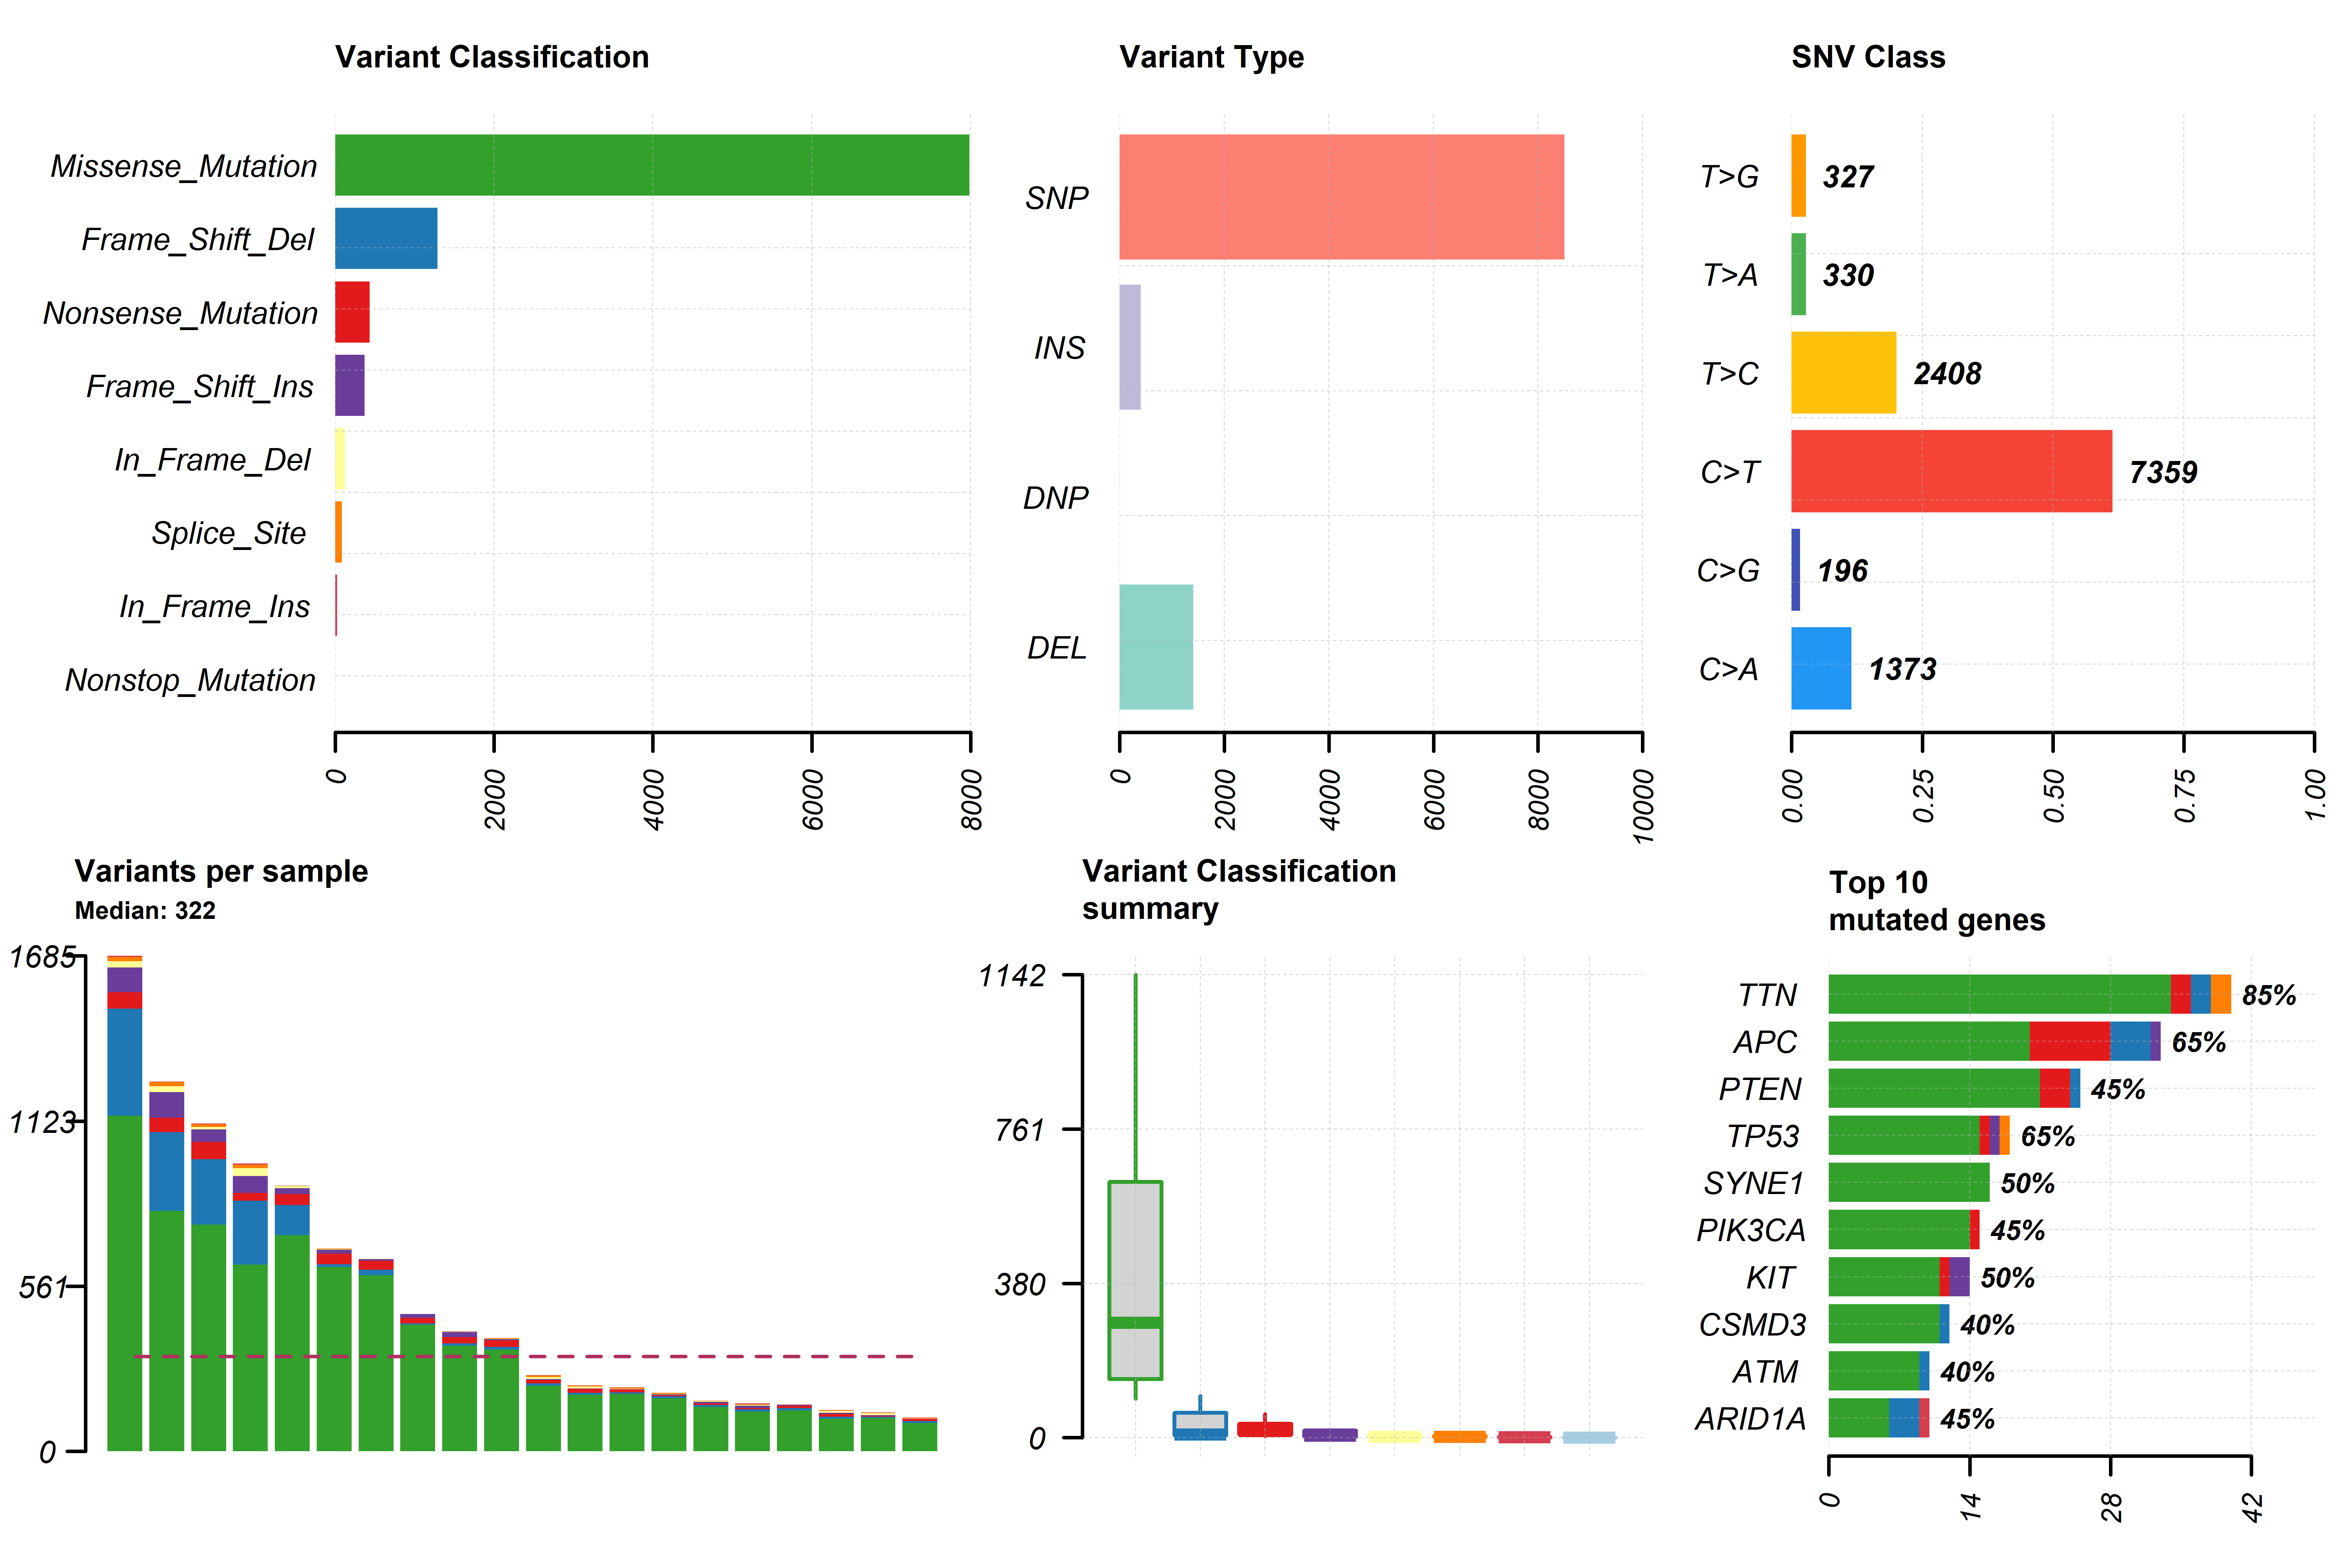 Variant Classification
Missense_Mutation
Frame_Shift_Del
Nonsense_Mutation
Frame_Shift_Ins
In_Frame_Del
Splice_Site
In_Frame_Ins
Nonstop_Mutation
0
2000
4000
6000
8000
Variant Type
SNP
INS
DNP
DEL
0
2000
4000
6000
8000
10000
SNV Class
T>G 327
T>A 330
T>C 2408
C>T 7359
C>G 196
C>A 1373
0.00
0.25
0.50
0.75
1.00
Variants per sample
Median: 322
1685
1123
561
0
Variant Classification
summary
1142
761
380
0
Top 10
mutated genes
TTN 85%
APC 65%
PTEN 45%
TP53 65%
SYNE1 50%
PIK3CA 45%
KIT 50%
CSMD3 40%
ATM 40%
ARID1A 45%
0
14
28
42